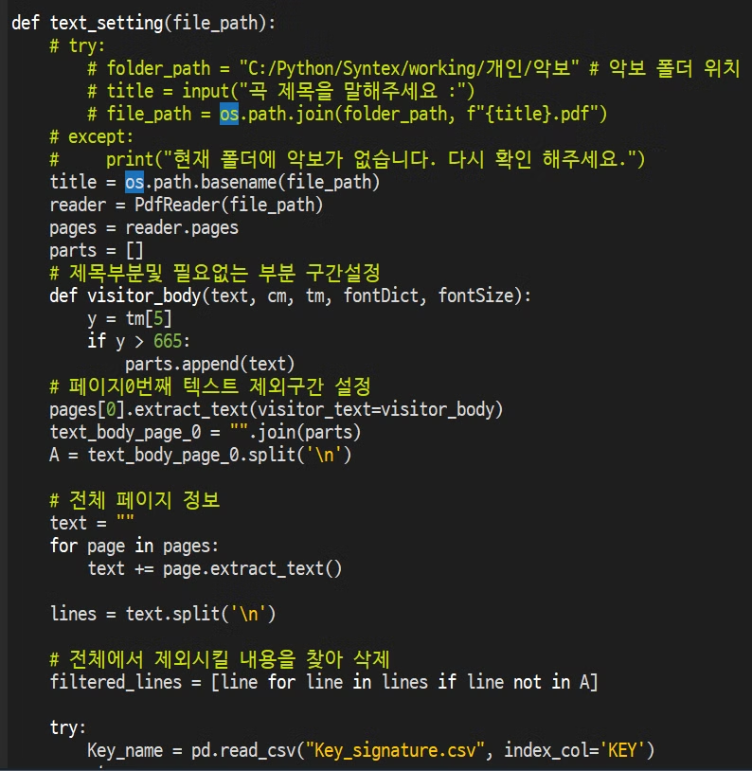 def text_setting(file_path):
    # try:
        # folder_path = "C:/Python/Syntex/working/개인/악보" # 악보 폴더 위치
        # title = input("곡 제목을 말해주세요 :")
        # file_path = os.path.join(folder_path, f"{title}.pdf")
    # except:
    #     print("현재 폴더에 악보가 없습니다. 다시 확인 해주세요.")
    title = os.path.basename(file_path)
    reader = PdfReader(file_path)
    pages = reader.pages
    parts = []
    # 제목부분및 필요없는 부분 구간설정
    def visitor_body(text, cm, tm, fontDict, fontSize):
        y = tm[5]
        if y > 665:
            parts.append(text)
    # 페이지0번째 텍스트 제외구간 설정
    pages[0].extract_text(visitor_text=visitor_body)
    text_body_page_0 = "".join(parts)
    A = text_body_page_0.split('\n')

    # 전체 페이지 정보
    text = ""
    for page in pages:
        text += page.extract_text()

    lines = text.split('\n')

    # 전체에서 제외시킬 내용을 찾아 삭제
    filtered_lines = [line for line in lines if line not in A]

    try:
        Key_name = pd.read_csv("Key_signature.csv", index_col='KEY')